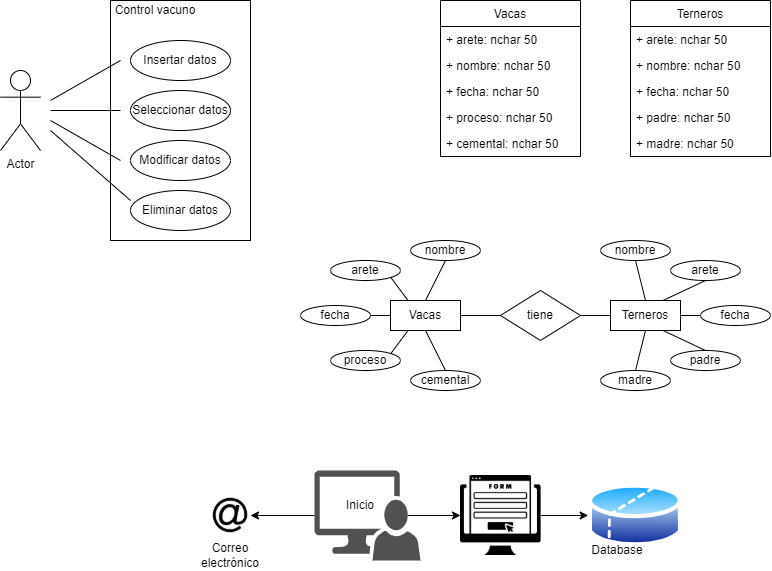 Control vacuno
Insertar datos
Seleccionar datos
Modificar datos
Eliminar datos
Actor
Vacas
+ arete: nchar 50
+ nombre: nchar 50
+ fecha: nchar 50
+ proceso: nchar 50
+ cemental: nchar 50
Terneros
+ arete: nchar 50
+ nombre: nchar 50
+ fecha: nchar 50
+ padre: nchar 50
+ madre: nchar 50
nombre
arete
fecha
Vacas
proceso
cemental
tiene
nombre
arete
Terneros
fecha
padre
madre
@
Correo
electrónico
Inicio
FORM
Database